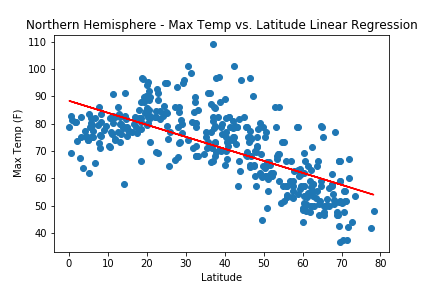 Northern Hemisphere - Max Temp vs. Latitude Linear Regression
110
100
90
80
70
60
50
40
Max Temp (F)
0 10 20 30 40 50 60 70 80
Latitude